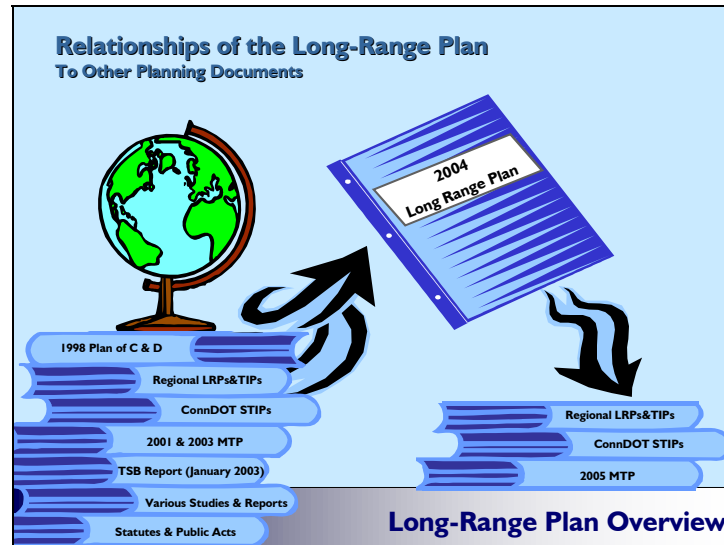 Relationships of the Long-Range Plan
To Other Planning Documents
2004
Long Range Plan
1998 Plan of C & D
Regional LRPs&TIPs
ConnDOT STIPs
2001 & 2003 MTP
TSB Report (January 2003)
Various Studies & Reports
Statutes & Public Acts
Regional LRPs&TIPs
ConnDOT STIPs
2005 MTP
Long-Range Plan Overview